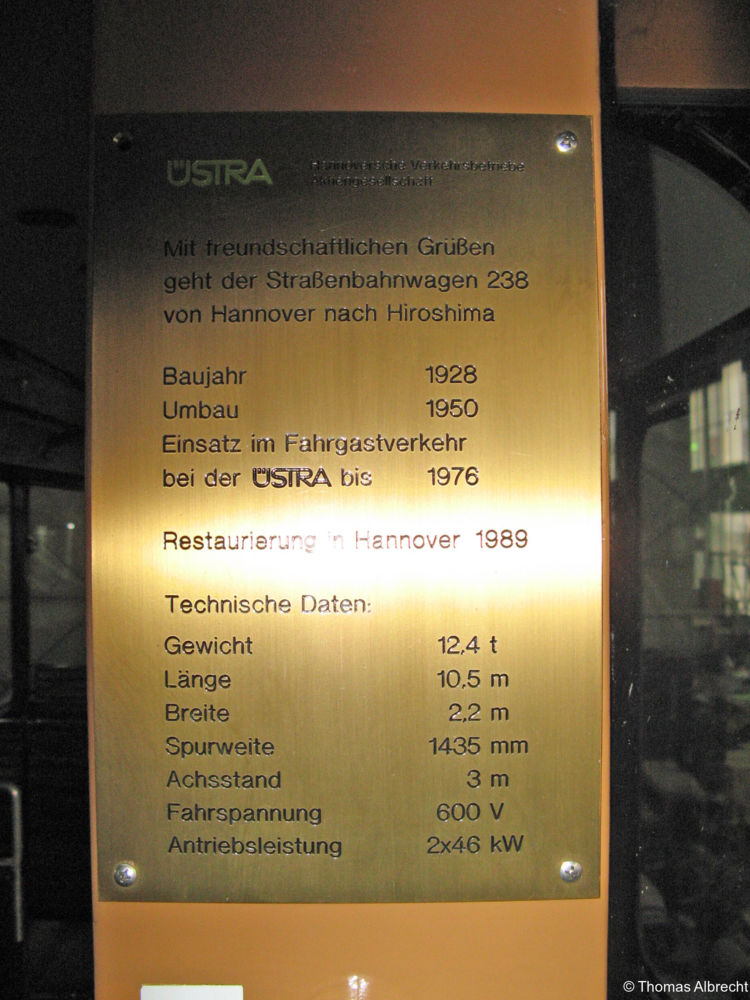 ÜSTRA Hannoversche Verkehrsbetriebe
Aktiengesellschaft
Mit freundschaftlichen Grüßen
geht der Straßenbahnwagen 238
von Hannover nach Hiroshima
Baujahr 1928
Umbau 1950
Einsatz im Fahrgastverkehr
bei der ÜSTRA bis 1976
Restaurierung in Hannover 1989
Technische Daten:
Gewicht 12,4 t
Länge 10,5 m
Breite 2,2 m
Spurweite 1435 mm
Achsstand 3 m
Fahrspannung 600 V
Antriebsleistung 2x46 kW
© Thomas Albrecht